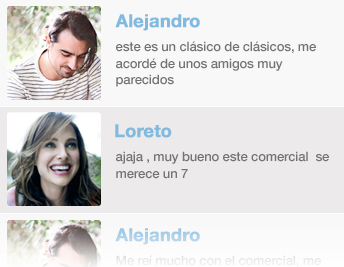 Alejandro
este es un clásico de clásicos, me
acordé de unos amigos muy
parecidos
Loreto
ajaja , muy bueno este comercial  se
merece un 7
Alejandro
Me reí mucho con el comercial, me